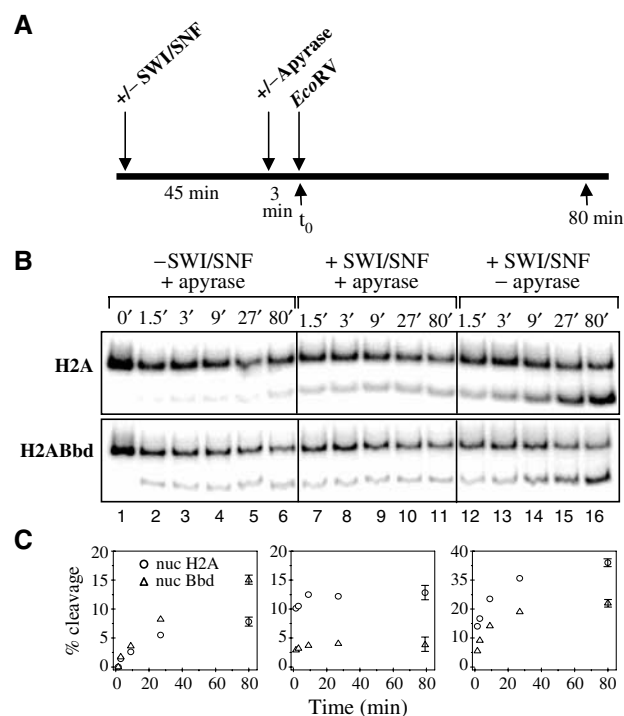 A
+/− SWI/SNF
+/−Apyrase
EcoRV
45 min
3 min
t0
80 min
B
−SWI/SNF + SWI/SNF + SWI/SNF
+ apyrase + apyrase − apyrase
0′ 1.5′ 3′ 9′ 27′ 80′ 1.5′ 3′ 9′ 27′ 80′ 1.5′ 3′ 9′ 27′ 80′
H2A
H2ABbd
1 2 3 4 5 6 7 8 9 10 11 12 13 14 15 16
C
% cleavage
20 20 40
nuc H2A
15 15 30
nuc Bbd
10 10 20
5 5 10
0 0 0
0 20 40 60 80 0 20 40 60 80 0 20 40 60 80
Time (min)